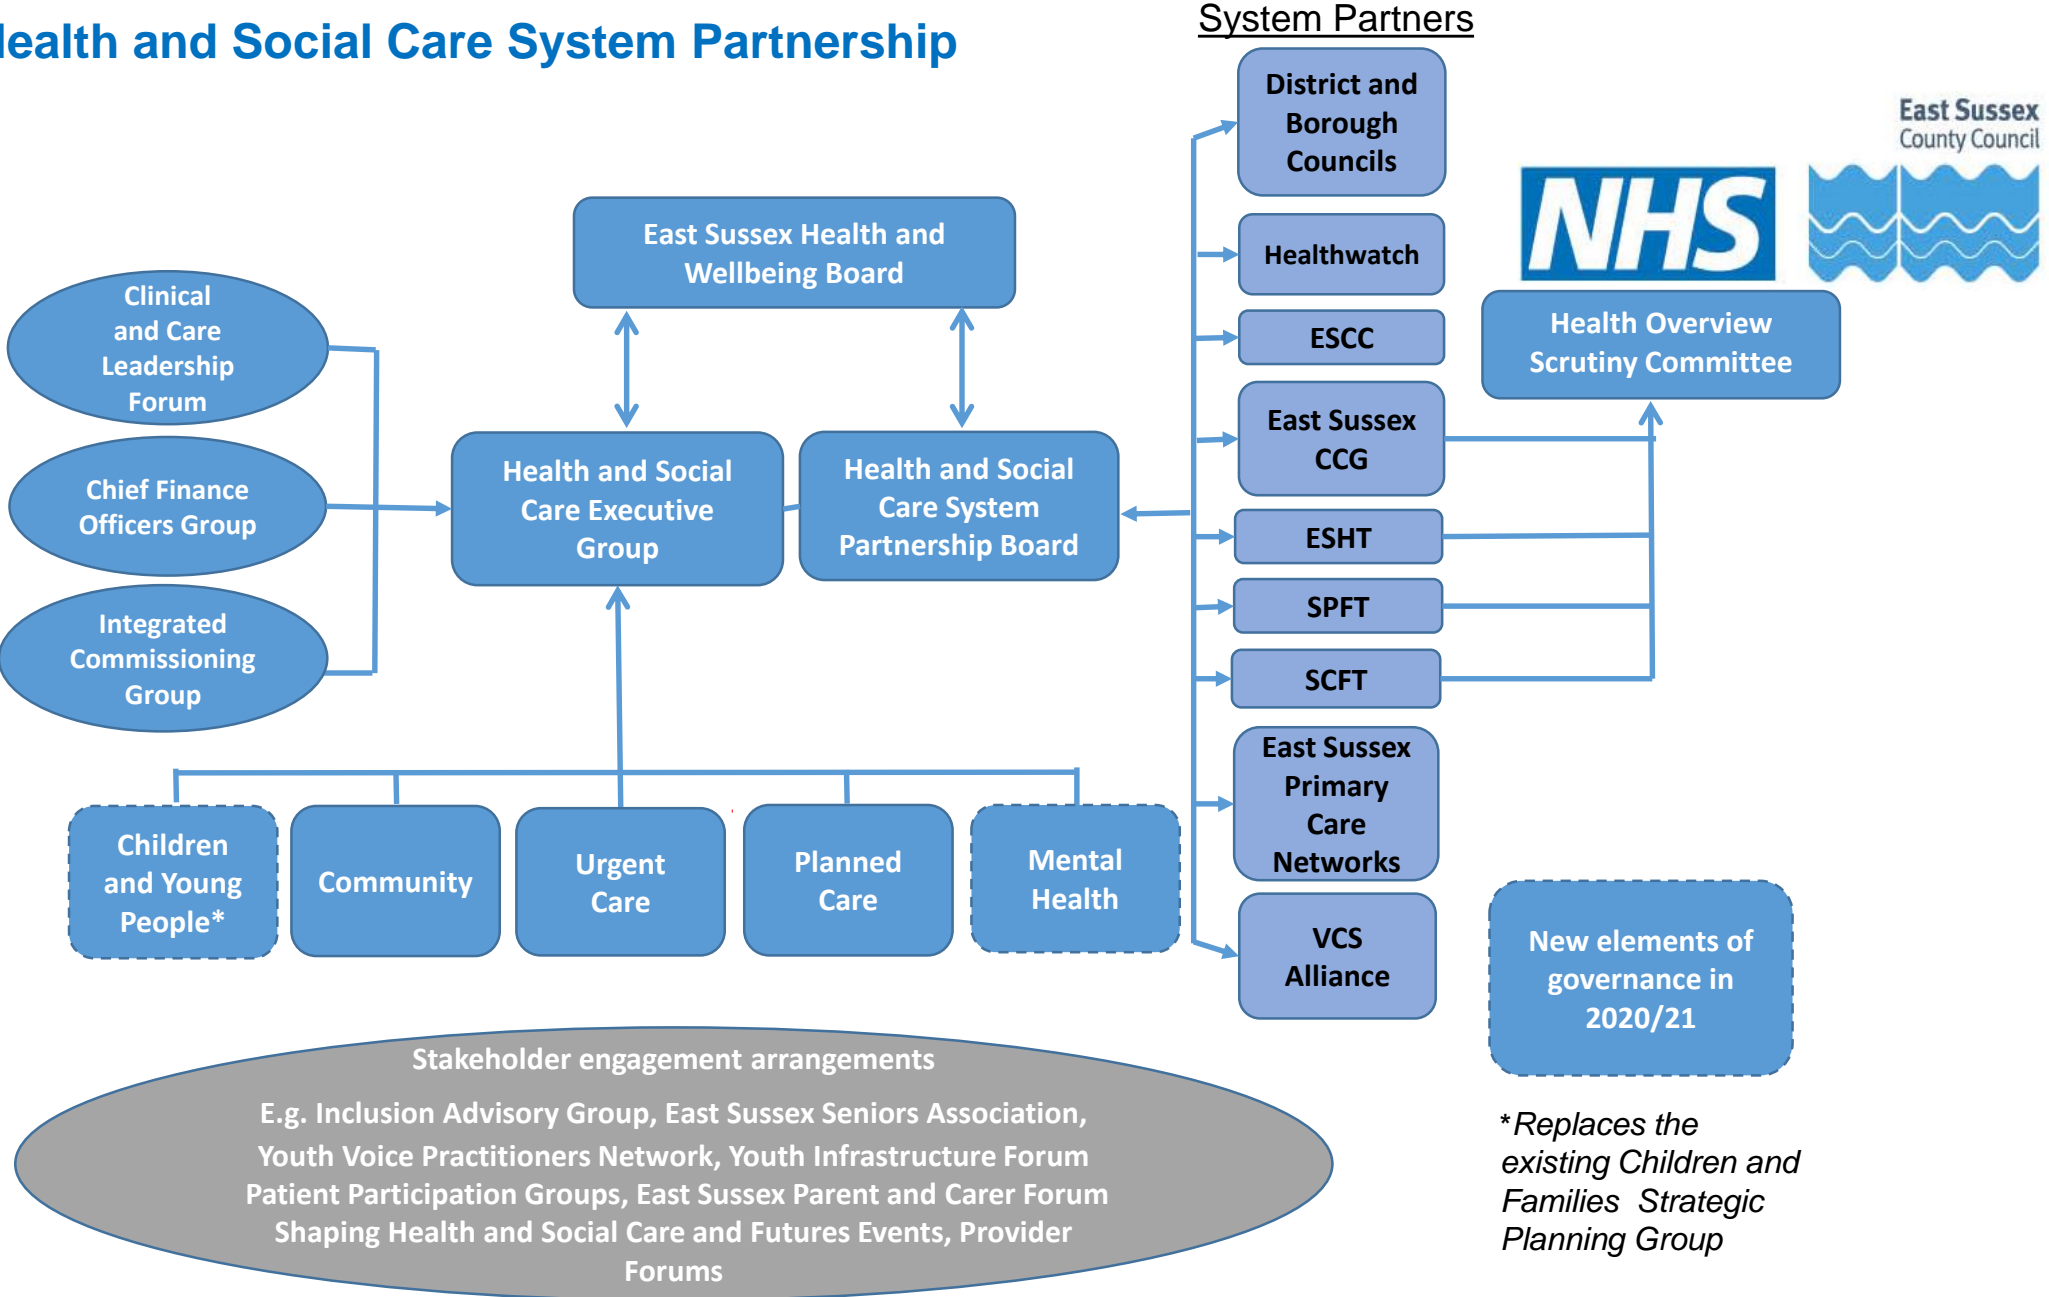 ealth and Social Care System Partnership
System Partners
District and
Borough
Councils
Healthwatch
ESCC
East Sussex
CCG
ESHT
SPFT
SCFT
East Sussex
Primary
Care
Networks
VCS
Alliance
East Sussex
County Council
NHS
Health Overview
Scrutiny Committee
East Sussex Health and
Wellbeing Board
Clinical
and Care
Leadership
Forum
Chief Finance
Officers Group
Integrated
Commissioning
Group
Health and Social
Care Executive
Group
Health and Social
Care System
Partnership Board
Children
and Young
People*
Community
Urgent
Care
Planned
Care
Mental
Health
New elements of
governance in
2020/21
*Replaces the
existing Children and
Families  Strategic
Planning Group
Stakeholder engagement arrangements
E.g. Inclusion Advisory Group, East Sussex Seniors Association,
Youth Voice Practitioners Network, Youth Infrastructure Forum
Patient Participation Groups, East Sussex Parent and Carer Forum
Shaping Health and Social Care and Futures Events, Provider
Forums